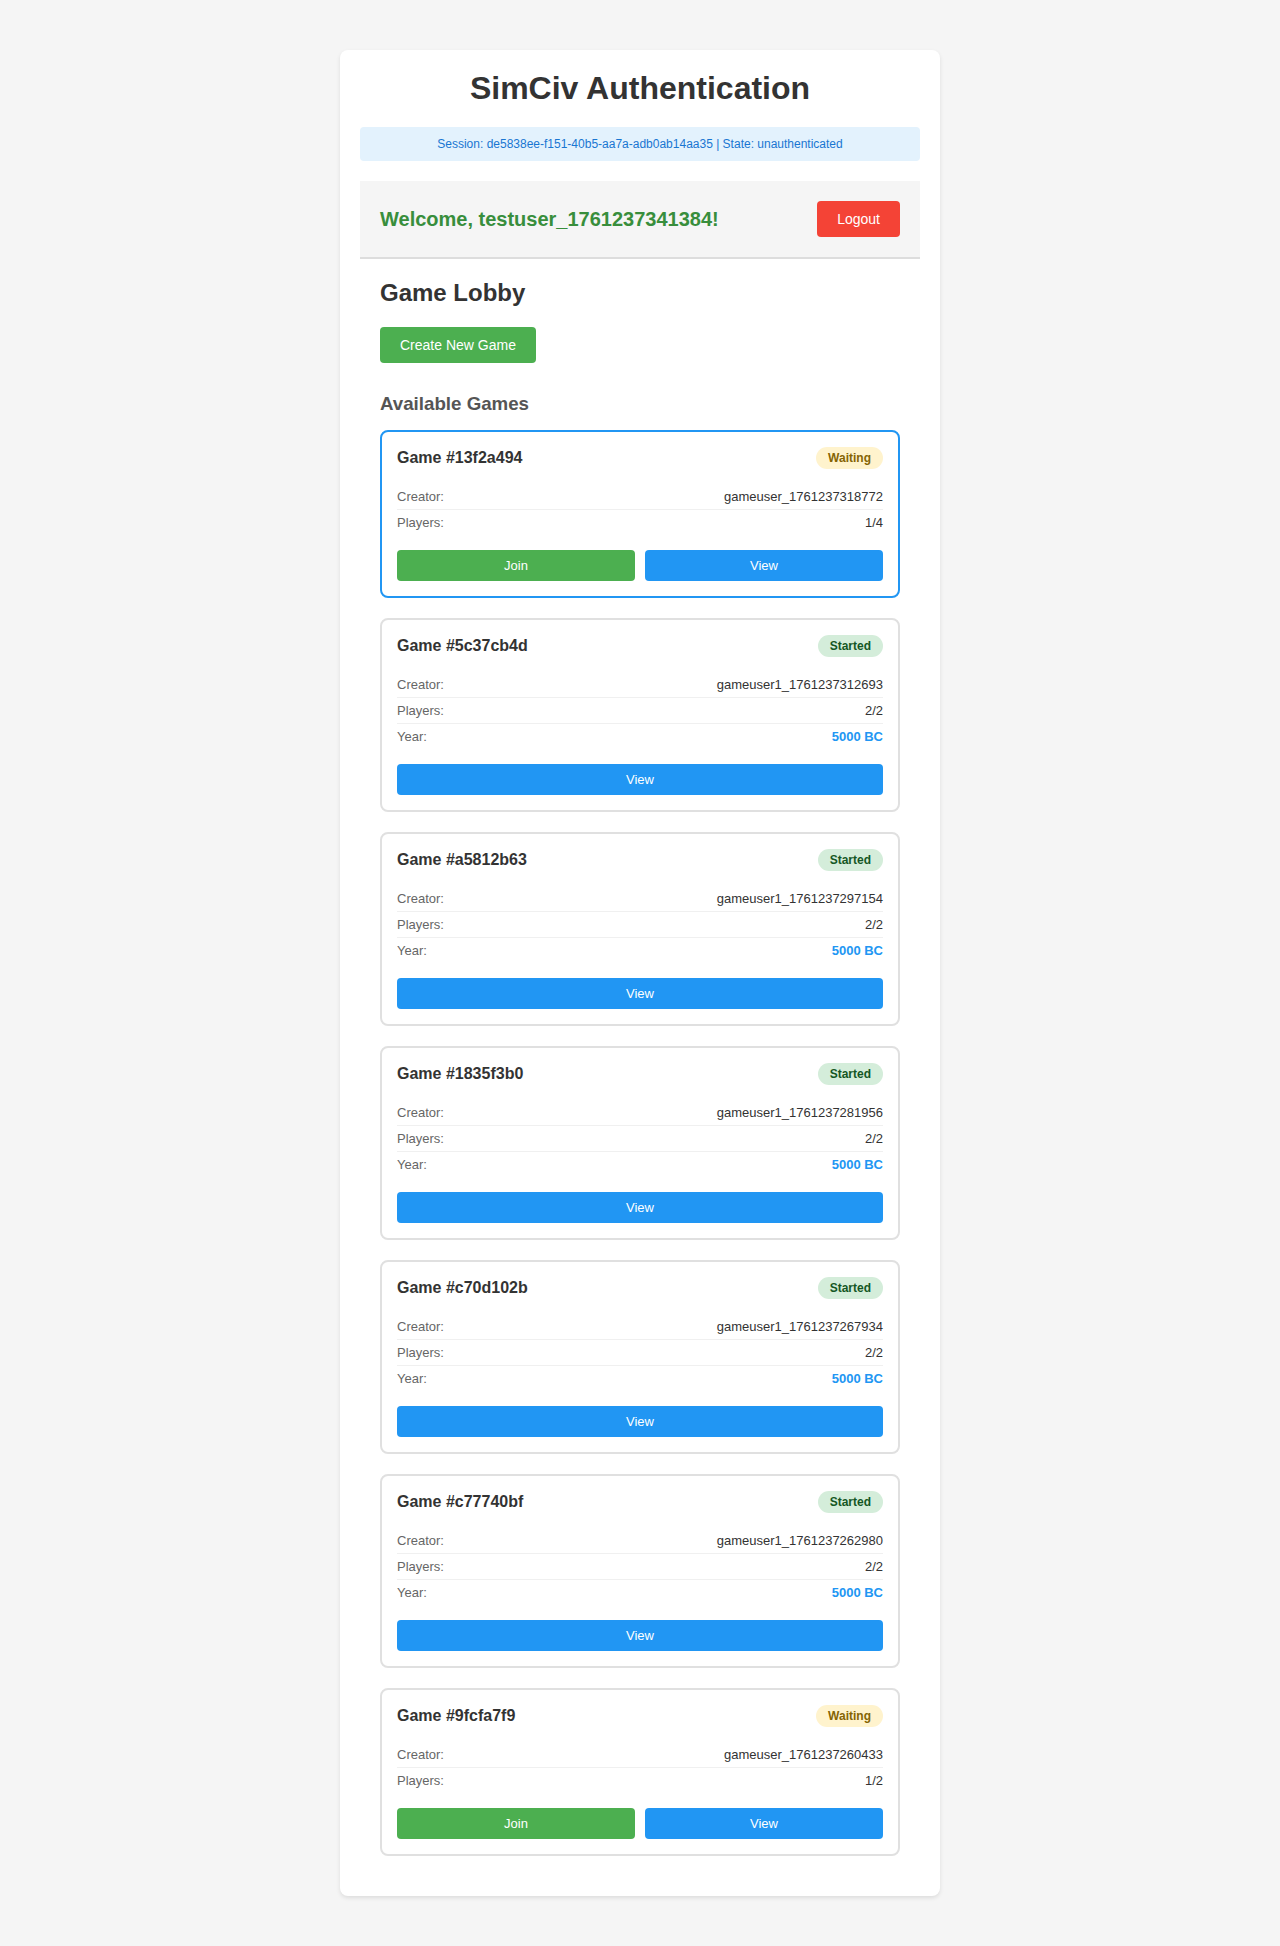 SimCiv Authentication
Session: de5838ee-f151-40b5-aa7a-adb0ab14aa35 | State: unauthenticated
Welcome, testuser_1761237341384! Logout
Game Lobby
Create New Game
Available Games
Game #13f2a494 Waiting
Creator: gameuser_1761237318772
Players: 1/4
Join View
Game #5c37cb4d Started
Creator: gameuser1_1761237312693
Players: 2/2
Year: 5000 BC
View
Game #a5812b63 Started
Creator: gameuser1_1761237297154
Players: 2/2
Year: 5000 BC
View
Game #1835f3b0 Started
Creator: gameuser1_1761237281956
Players: 2/2
Year: 5000 BC
View
Game #c70d102b Started
Creator: gameuser1_1761237267934
Players: 2/2
Year: 5000 BC
View
Game #c77740bf Started
Creator: gameuser1_1761237262980
Players: 2/2
Year: 5000 BC
View
Game #9fcfa7f9 Waiting
Creator: gameuser_1761237260433
Players: 1/2
Join View